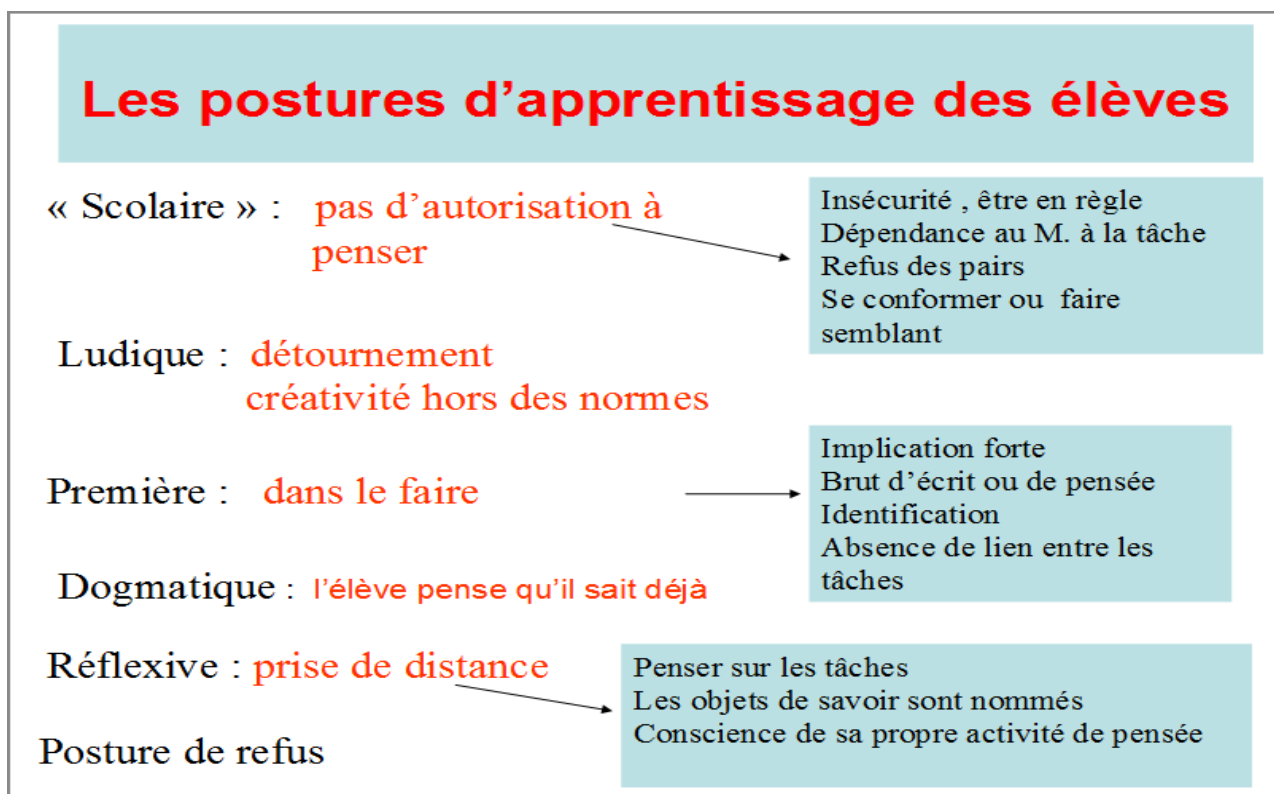 Les postures d’apprentissage des élèves
« Scolaire » : pas d’autorisation à
penser
Insécurité , être en règle
Dépendance au M. à la tâche
Refus des pairs
Se conformer ou faire
semblant
Ludique : détournement
créativité hors des normes
Première : dans le faire
Implication forte
Brut d’écrit ou de pensée
Identification
Absence de lien entre les
tâches
Dogmatique : l’élève pense qu’il sait déjà
Réflexive : prise de distance
Penser sur les tâches
Les objets de savoir sont nommés
Conscience de sa propre activité de pensée
Posture de refus